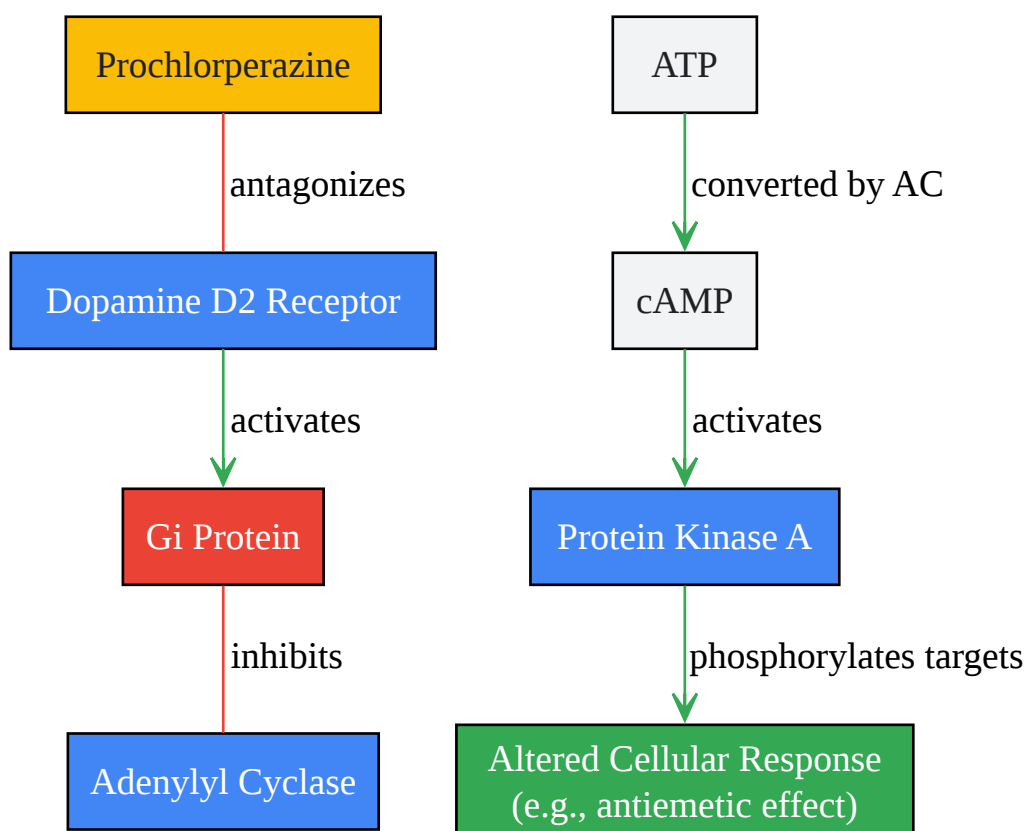 Prochlorperazine
antagonizes
Dopamine D2 Receptor
activates
Gi Protein
inhibits
Adenylyl Cyclase
ATP
converted by AC
cAMP
activates
Protein Kinase A
phosphorylates targets
Altered Cellular Response
(e.g., antiemetic effect)